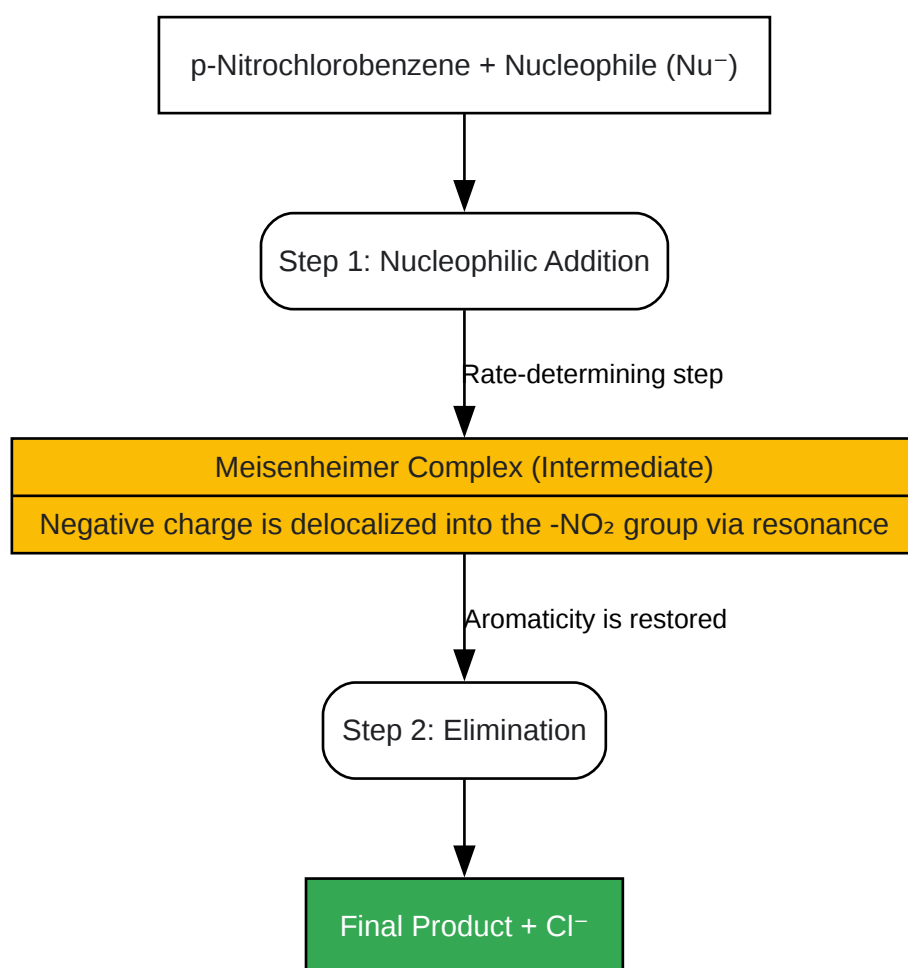 p-Nitrochlorobenzene + Nucleophile (Nu⁻)
Step 1: Nucleophilic Addition
Rate-determining step
Meisenheimer Complex (Intermediate)
Negative charge is delocalized into the -NO₂ group via resonance
Aromaticity is restored
Step 2: Elimination
Final Product + Cl⁻